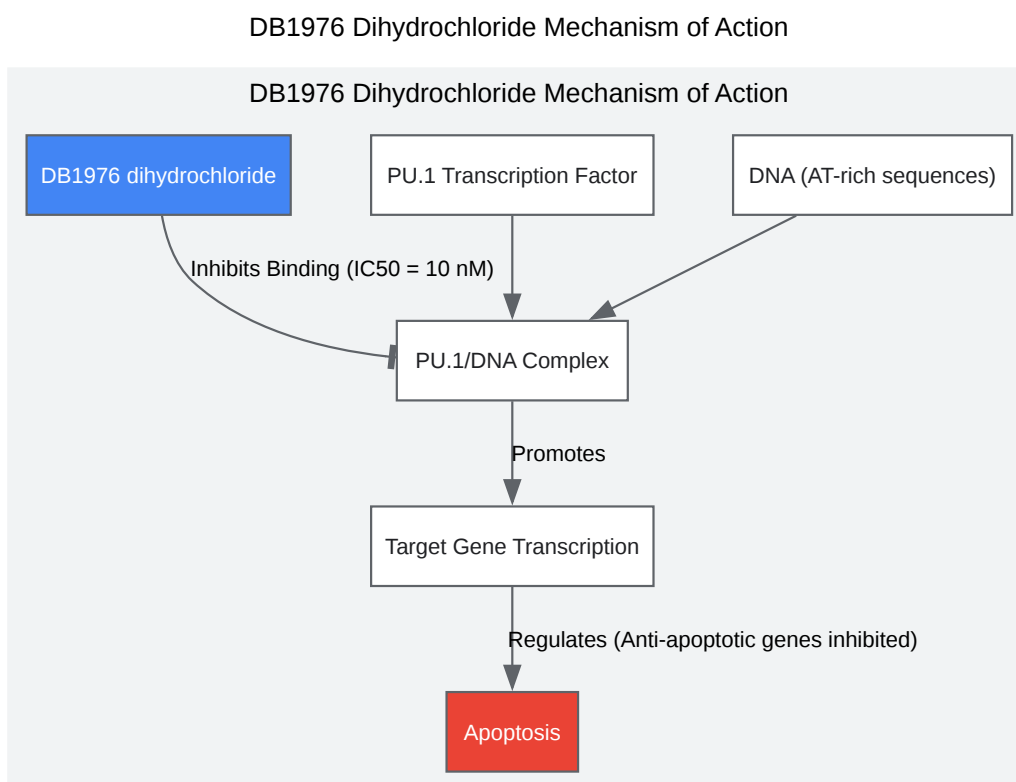 DB1976 Dihydrochloride Mechanism of Action
DB1976 Dihydrochloride Mechanism of Action
DB1976 dihydrochloride
PU.1 Transcription Factor
DNA (AT-rich sequences)
Inhibits Binding (IC50 = 10 nM)
PU.1/DNA Complex
Promotes
Target Gene Transcription
Regulates (Anti-apoptotic genes inhibited)
Apoptosis